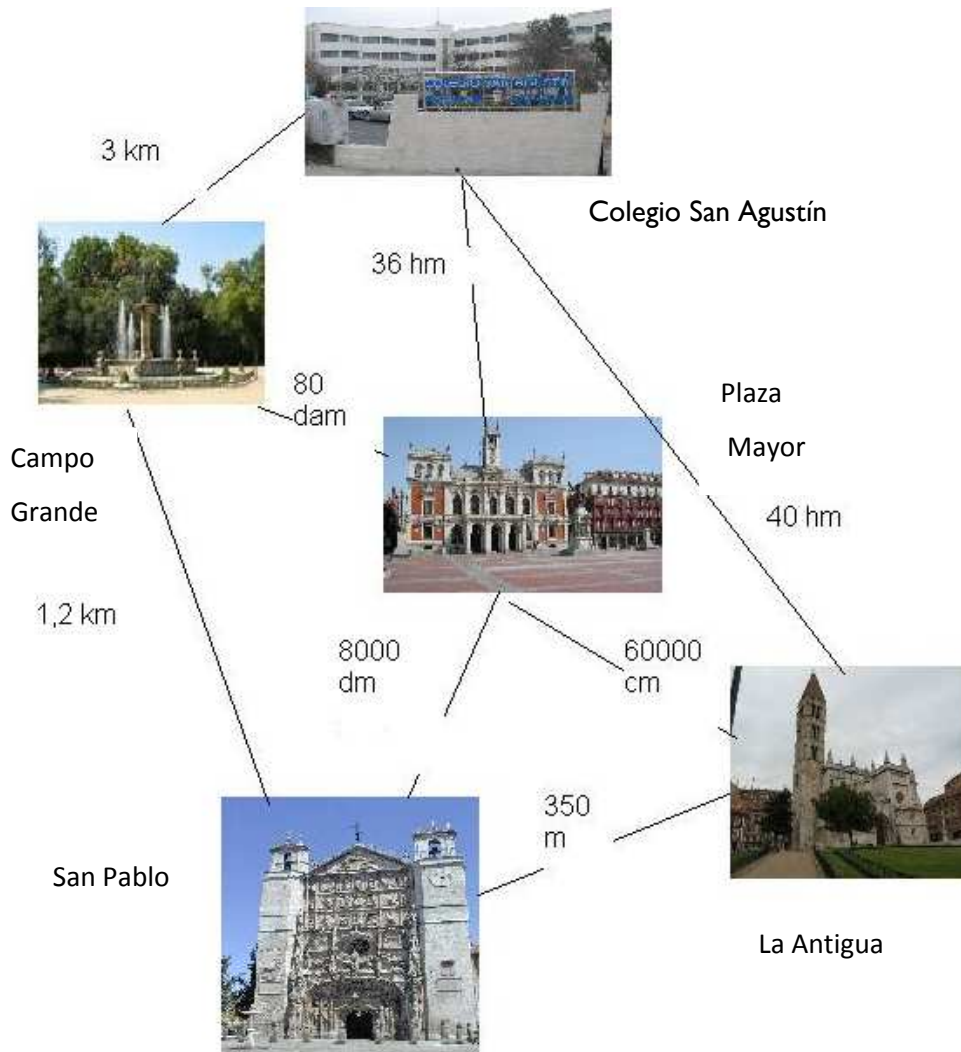 3 km
Colegio San Agustín
36 hm
80
dam
Plaza
Mayor
Campo
Grande
40 hm
1,2 km
8000
dm
60000
cm
350
m
San Pablo
La Antigua